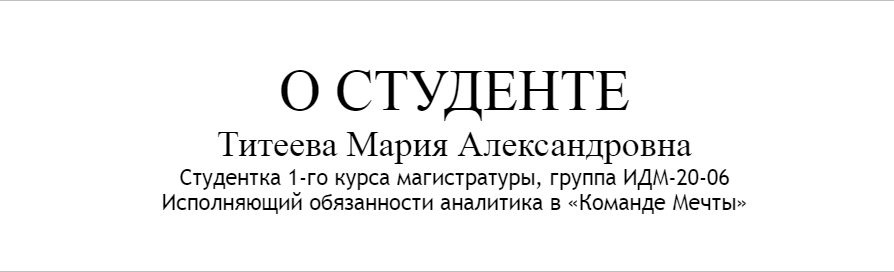 О СТУДЕНТЕ
Титеева Мария Александровна
Студентка 1-го курса магистратуры, группа ИДМ-20-06
Исполняющий обязанности аналитика в «Команде Мечты»